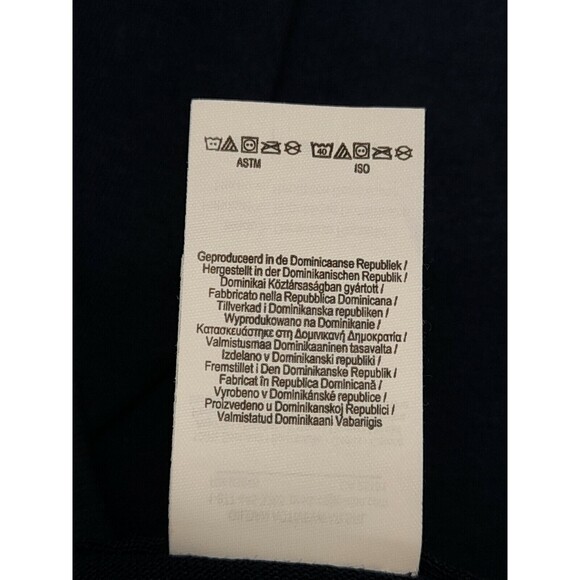 40
ASTM ISO
Geproduceerd in de Dominicaanse Republiek /
Hergestellt in der Dominikanischen Republik /
Dominikai Köztársaságban gyártott /
Fabbricato nella Repubblica Dominicana /
Tillverkad i Dominikanska republiken /
Wyprodukowano na Dominikanie /
Κατασκευάστηκε στη Δομινικανή Δημοκρατία /
Valmistusmaa Dominikaaninen tasavalta /
Izdelano v Dominikanski republiki /
Fremstillet i Den Dominikanske Republik /
Fabricat în Republica Dominicană /
Vyrobeno v Dominikánské republice /
Proizvedeno u Dominikanskoj Republici /
Valmistatud Dominikaani Vabariigis